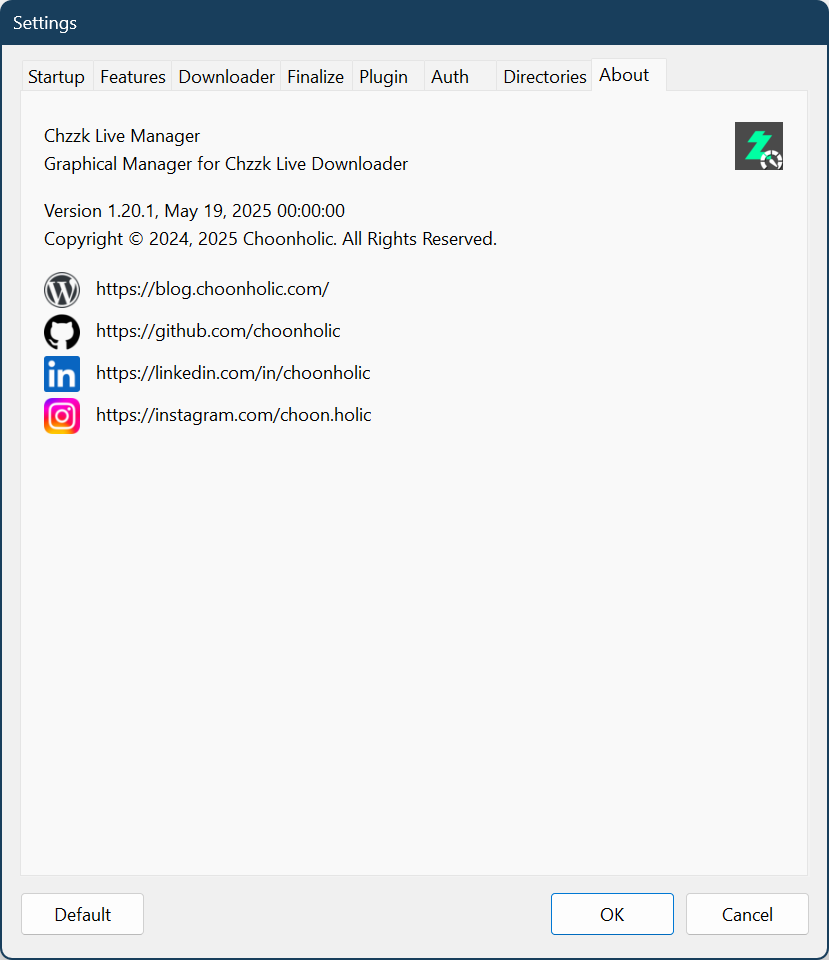 Settings
Startup Features Downloader Finalize Plugin Auth Directories About
Chzzk Live Manager
Graphical Manager for Chzzk Live Downloader
Version 1.20.1, May 19, 2025 00:00:00
Copyright © 2024, 2025 Choonholic. All Rights Reserved.
https://blog.choonholic.com/
https://github.com/choonholic
https://linkedin.com/in/choonholic
https://instagram.com/choon.holic
Default OK Cancel